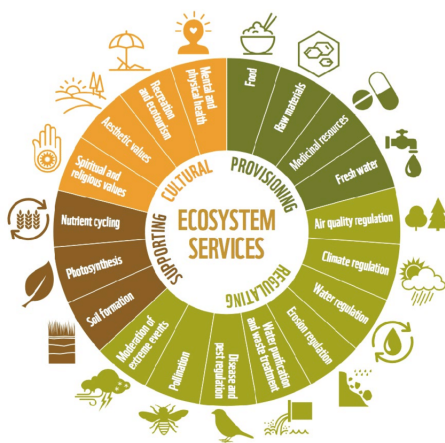 ECOSYSTEM
SERVICES
PROVISIONING
Food
Raw materials
Medicinal resources
Fresh water
REGULATING
Air quality regulation
Climate regulation
Water regulation
Erosion regulation
Water purification
and waste treatment
Disease and
pest regulation
Pollination
Moderation of
extreme events
SUPPORTING
Soil formation
Photosynthesis
Nutrient cycling
CULTURAL
Spiritual and
religious values
Aesthetic values
Recreation
and ecotourism
Mental and
physical health